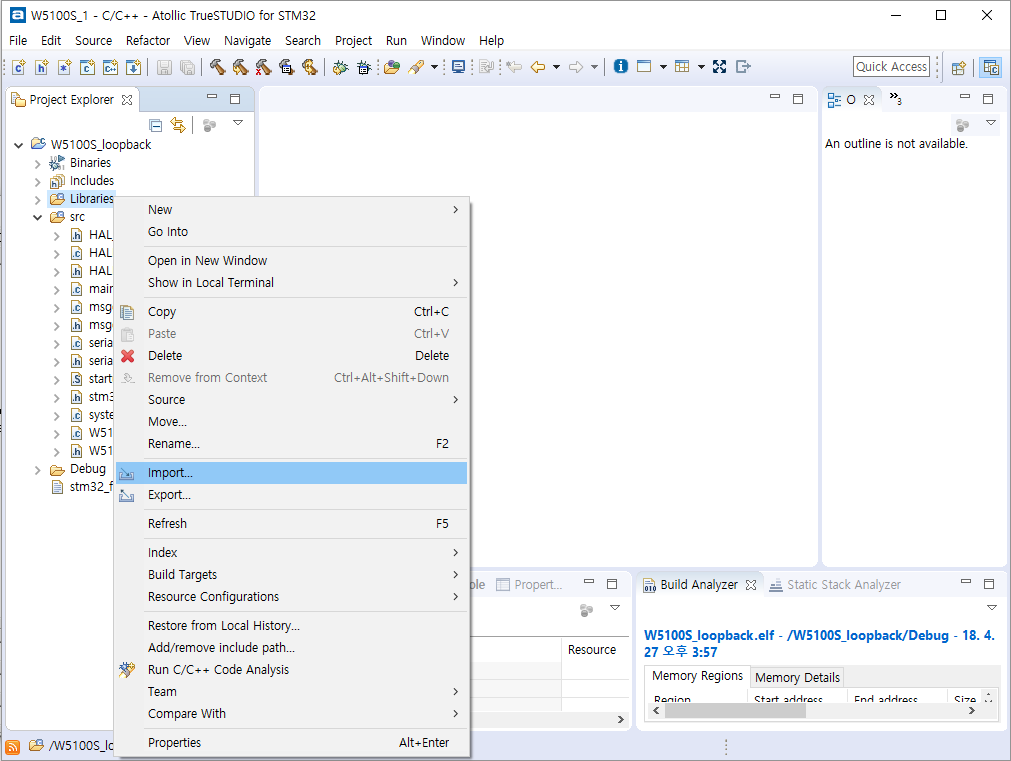 W5100S_1 - C/C++ - Atollic TrueSTUDIO for STM32
File Edit Source Refactor View Navigate Search Project Run Window Help
Quick Access
Project Explorer
W5100S_loopback
Binaries
Includes
Libraries
src
HAL
HAL
HAL
main
msg
msg
seria
seria
start
stm3
syste
W51
W51
Debug
stm32_f
New
Go Into
Open in New Window
Show in Local Terminal
Copy Ctrl+C
Paste Ctrl+V
Delete Delete
Remove from Context Ctrl+Alt+Shift+Down
Source
Move...
Rename... F2
Import...
Export...
Refresh F5
Index
Build Targets
Resource Configurations
Restore from Local History...
Add/remove include path...
Run C/C++ Code Analysis
Team
Compare With
Properties Alt+Enter
O
3
An outline is not available.
ole
Propert...
Resource
Build Analyzer
Static Stack Analyzer
W5100S_loopback.elf - /W5100S_loopback/Debug - 18. 4.
27 오후 3:57
Memory Regions
Memory Details
Region Start address End address Size
/W5100S_lo